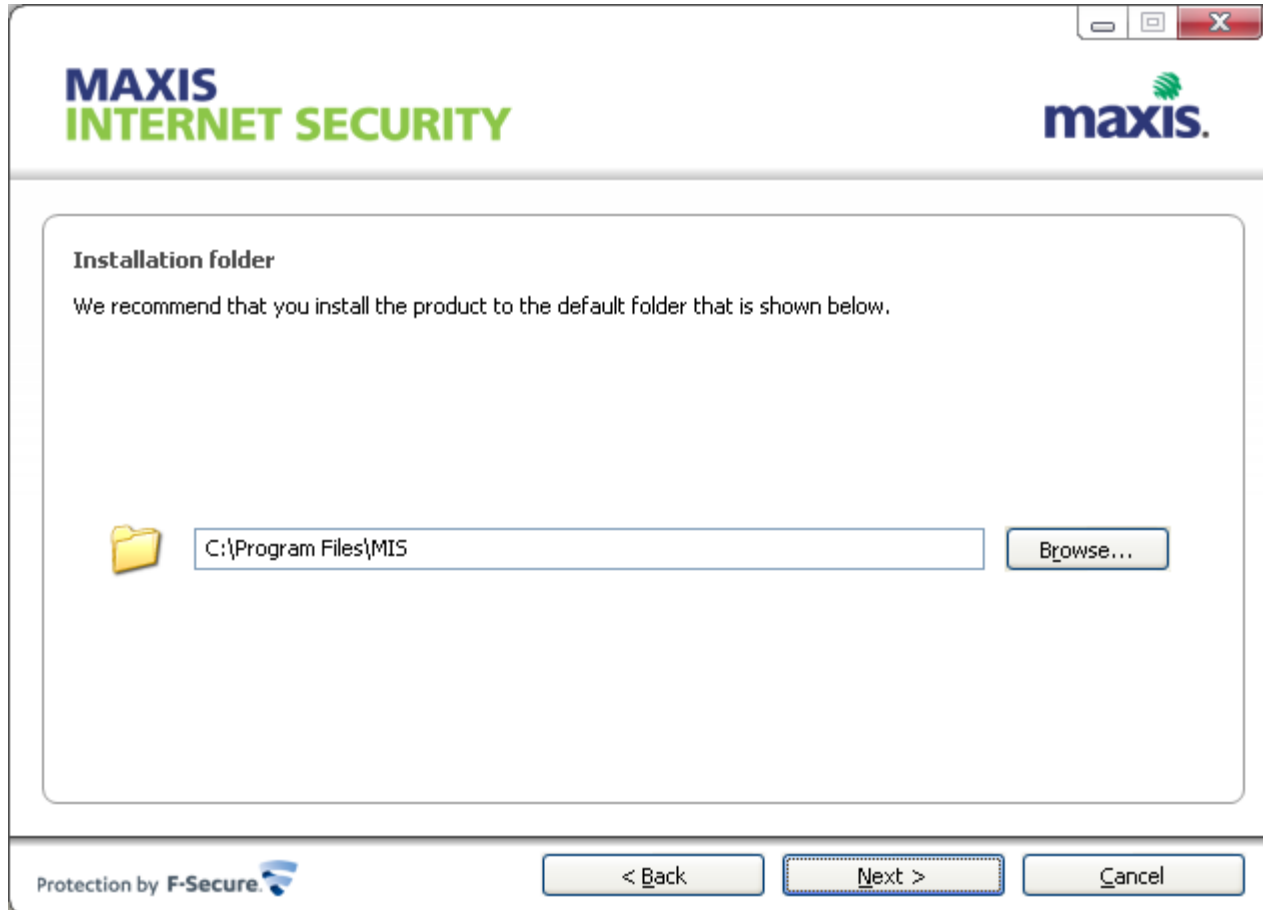 MAXIS
INTERNET SECURITY
maxis.
Installation folder
We recommend that you install the product to the default folder that is shown below.
C:\Program Files\MIS
Browse...
Protection by F-Secure.
< Back
Next >
Cancel